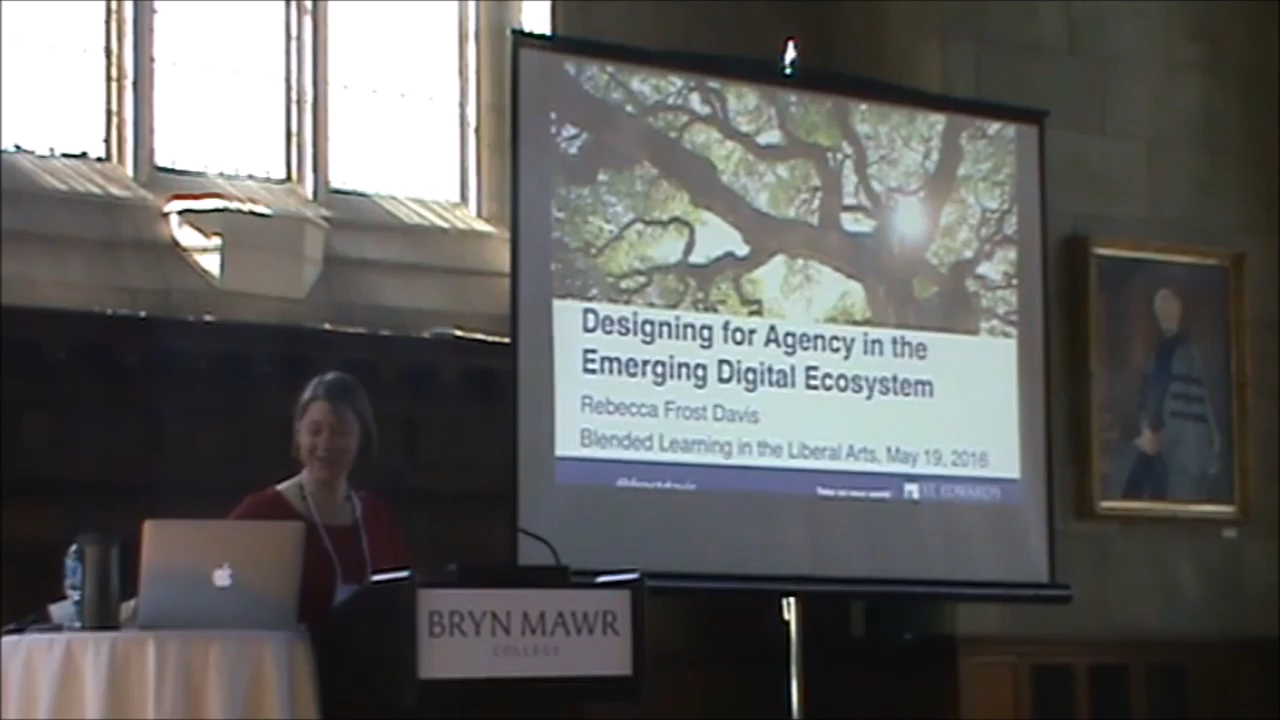 Designing for Agency in the
Emerging Digital Ecosystem
Rebecca Frost Davis
Blended Learning in the Liberal Arts, May 19, 2016
ST. EDWARD'S
BRYN MAWR
COLLEGE